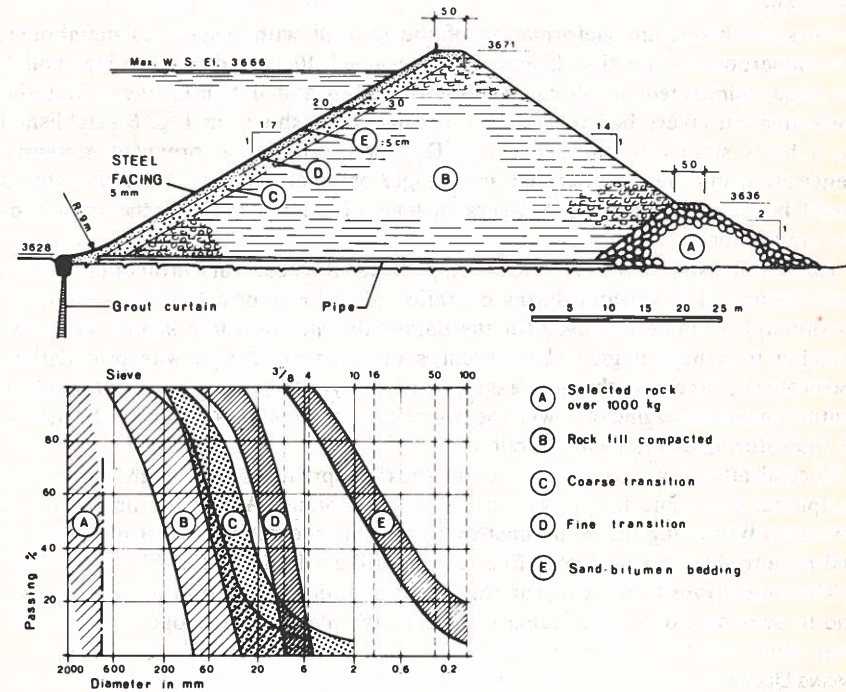 50
3671
Max. W. S. El. 3666
20
30
1.7
1
E
: 5 cm
14
1
B
STEEL
FACING
5 mm
D
C
50
3636
2
1
R: 9 m
A
3628
Grout curtain
Pipe
0 5 10 15 20 25 m
Sieve 3"/8 4 10 16 50 100
80
60
40
20
Passing %
A B C D E
2000 600 200 60 20 6 2 0,6 0,2
Diameter in mm
A Selected rock
over 1000 kg
B Rock fill compacted
C Coarse transition
D Fine transition
E Sand-bitumen bedding